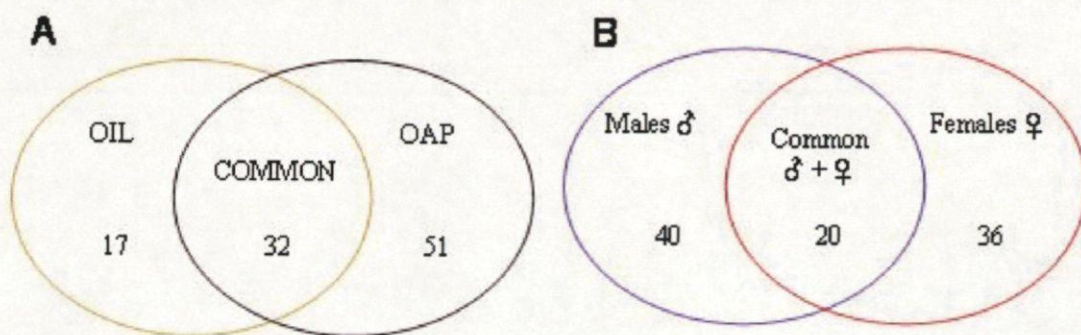 A
OIL
OAP
COMMON
17
32
51
B
Males ♂
Females ♀
Common
♂ + ♀
40
20
36